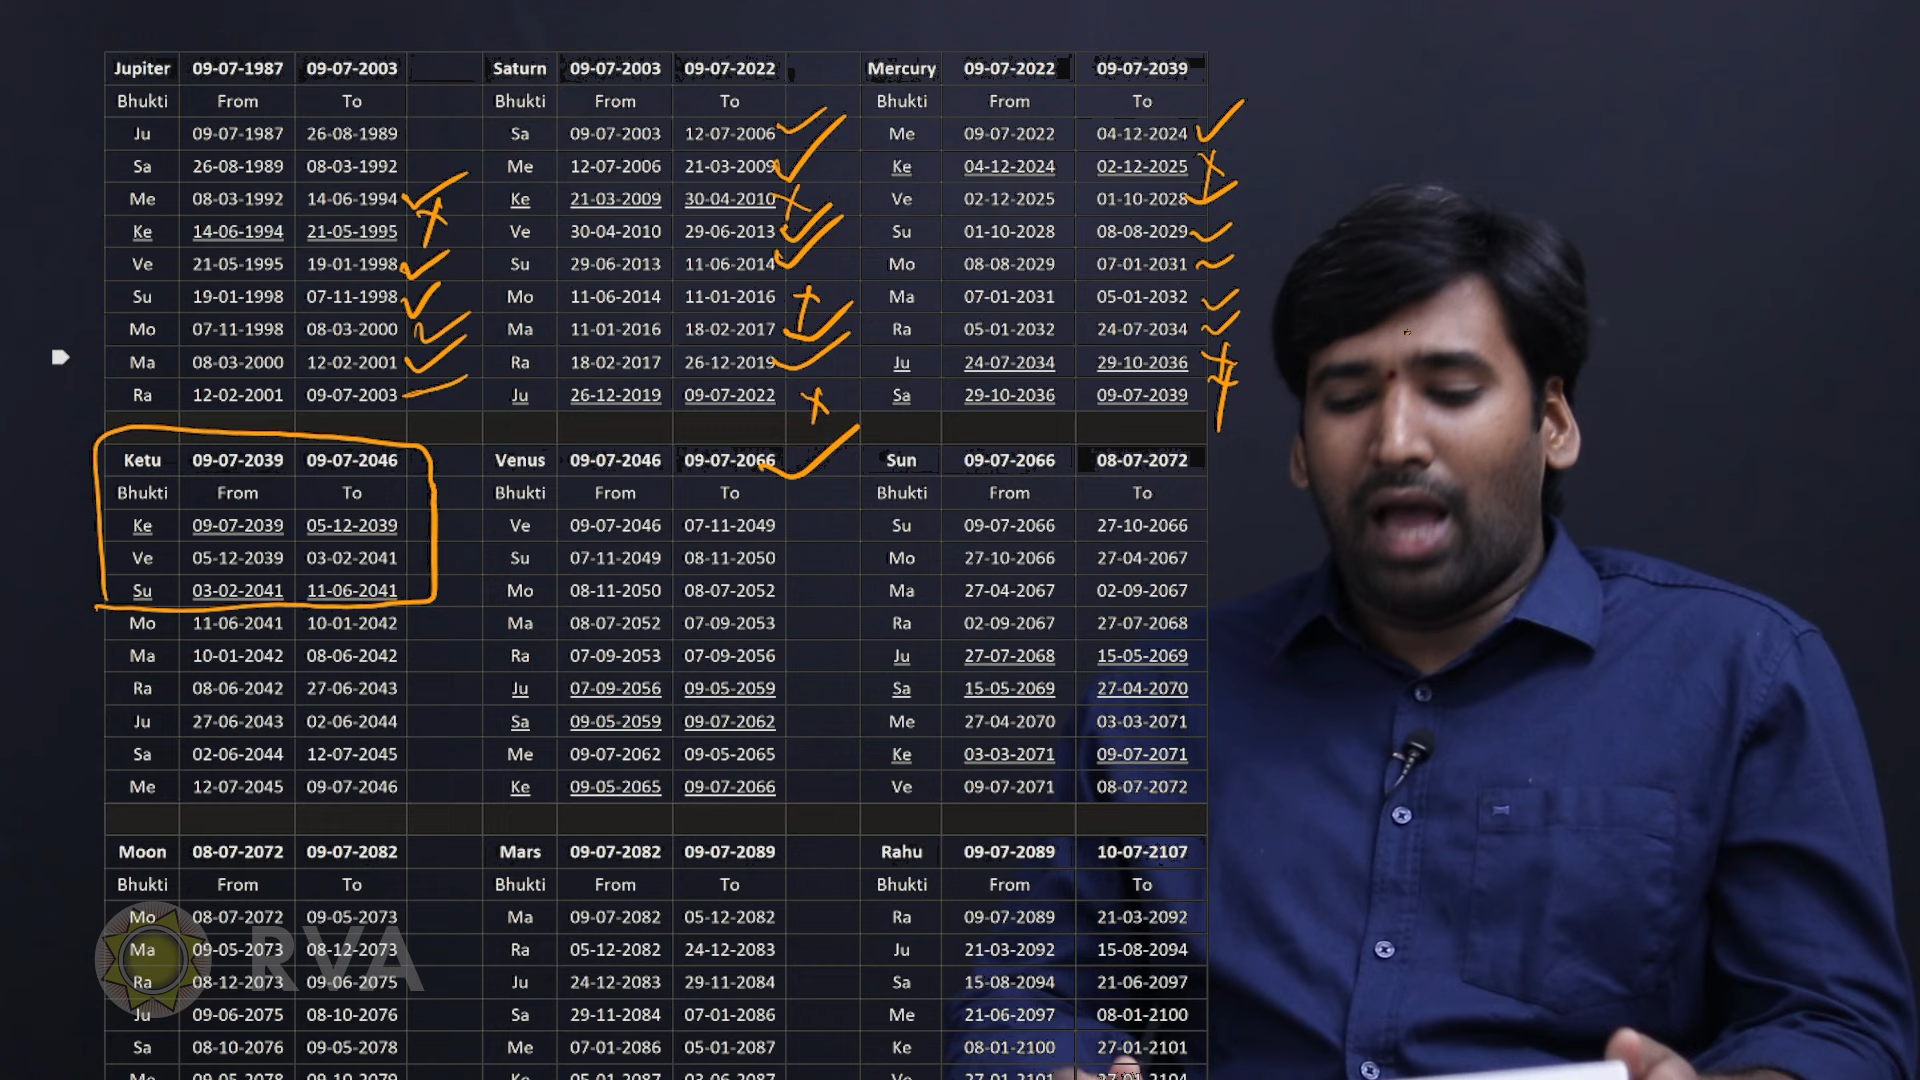 Jupiter 09-07-1987 09-07-2003 Saturn 09-07-2003 09-07-2022 Mercury 09-07-2022 09-07-2039
Bhukti From To Bhukti From To Bhukti From To
Ju 09-07-1987 26-08-1989 Sa 09-07-2003 12-07-2006 Me 09-07-2022 04-12-2024
Sa 26-08-1989 08-03-1992 Me 12-07-2006 21-03-2009 Ke 04-12-2024 02-12-2025
Me 08-03-1992 14-06-1994 Ke 21-03-2009 30-04-2010 Ve 02-12-2025 01-10-2028
Ke 14-06-1994 21-05-1995 Ve 30-04-2010 29-06-2013 Su 01-10-2028 08-08-2029
Ve 21-05-1995 19-01-1998 Su 29-06-2013 11-06-2014 Mo 08-08-2029 07-01-2031
Su 19-01-1998 07-11-1998 Mo 11-06-2014 11-01-2016 Ma 07-01-2031 05-01-2032
Mo 07-11-1998 08-03-2000 Ma 11-01-2016 18-02-2017 Ra 05-01-2032 24-07-2034
Ma 08-03-2000 12-02-2001 Ra 18-02-2017 26-12-2019 Ju 24-07-2034 29-10-2036
Ra 12-02-2001 09-07-2003 Ju 26-12-2019 09-07-2022 Sa 29-10-2036 09-07-2039
Ketu 09-07-2039 09-07-2046 Venus 09-07-2046 09-07-2066 Sun 09-07-2066 08-07-2072
Bhukti From To Bhukti From To Bhukti From To
Ke 09-07-2039 05-12-2039 Ve 09-07-2046 07-11-2049 Su 09-07-2066 27-10-2066
Ve 05-12-2039 03-02-2041 Su 07-11-2049 08-11-2050 Mo 27-10-2066 27-04-2067
Su 03-02-2041 11-06-2041 Mo 08-11-2050 08-07-2052 Ma 27-04-2067 02-09-2067
Mo 11-06-2041 10-01-2042 Ma 08-07-2052 07-09-2053 Ra 02-09-2067 27-07-2068
Ma 10-01-2042 08-06-2042 Ra 07-09-2053 07-09-2056 Ju 27-07-2068 15-05-2069
Ra 08-06-2042 27-06-2043 Ju 07-09-2056 09-05-2059 Sa 15-05-2069 27-04-2070
Ju 27-06-2043 02-06-2044 Sa 09-05-2059 09-07-2062 Me 27-04-2070 03-03-2071
Sa 02-06-2044 12-07-2045 Me 09-07-2062 09-05-2065 Ke 03-03-2071 09-07-2071
Me 12-07-2045 09-07-2046 Ke 09-05-2065 09-07-2066 Ve 09-07-2071 08-07-2072
Moon 08-07-2072 09-07-2082 Mars 09-07-2082 09-07-2089 Rahu 09-07-2089 10-07-2107
Bhukti From To Bhukti From To Bhukti From To
Mo 08-07-2072 09-05-2073 Ma 09-07-2082 05-12-2082 Ra 09-07-2089 21-03-2092
Ma 09-05-2073 08-12-2073 Ra 05-12-2082 24-12-2083 Ju 21-03-2092 15-08-2094
Ra 08-12-2073 09-06-2075 Ju 24-12-2083 29-11-2084 Sa 15-08-2094 21-06-2097
Ju 09-06-2075 08-10-2076 Sa 29-11-2084 07-01-2086 Me 21-06-2097 08-01-2100
Sa 08-10-2076 09-05-2078 Me 07-01-2086 05-01-2087 Ke 08-01-2100 27-01-2101
RVA